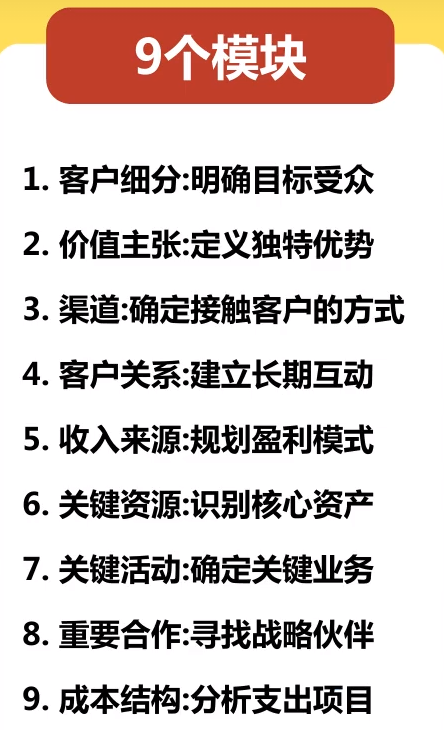 9个模块
1. 客户细分:明确目标受众
2. 价值主张:定义独特优势
3. 渠道:确定接触客户的方式
4. 客户关系:建立长期互动
5. 收入来源:规划盈利模式
6. 关键资源:识别核心资产
7. 关键活动:确定关键业务
8. 重要合作:寻找战略伙伴
9. 成本结构:分析支出项目